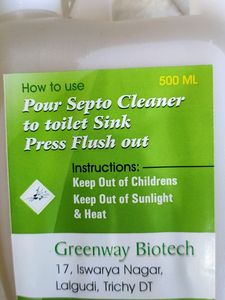 How to use
500 ML
Pour Septo Cleaner
to toilet Sink
Press Flush out
Instructions:
Keep Out of Childrens
Keep Out of Sunlight
& Heat
Greenway Biotech
17, Iswarya Nagar,
Lalgudi, Trichy DT